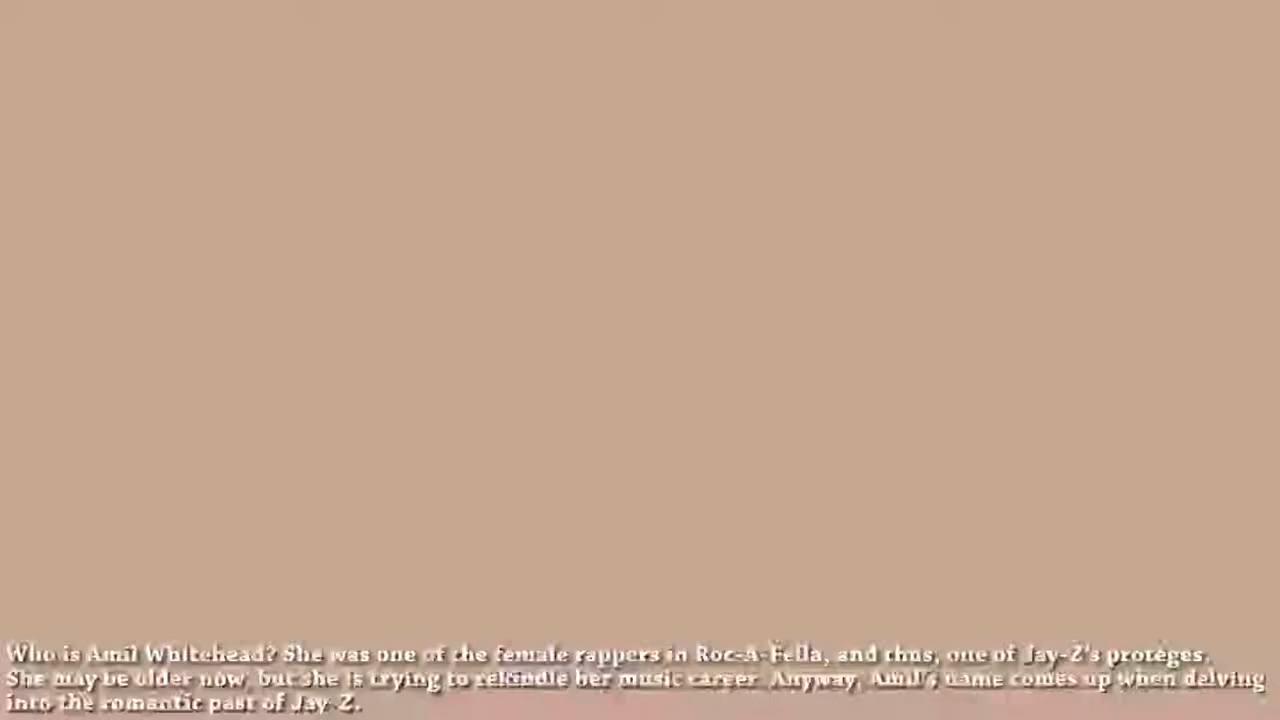 Who is Amil Whitehead? She was one of the female rappers in Roc-A-Fella, and thus, one of Jay-Z's proteges.
She may be older now, but she is trying to rekindle her music career. Anyway, Amil's name comes up when delving
into the romantic past of Jay-Z.